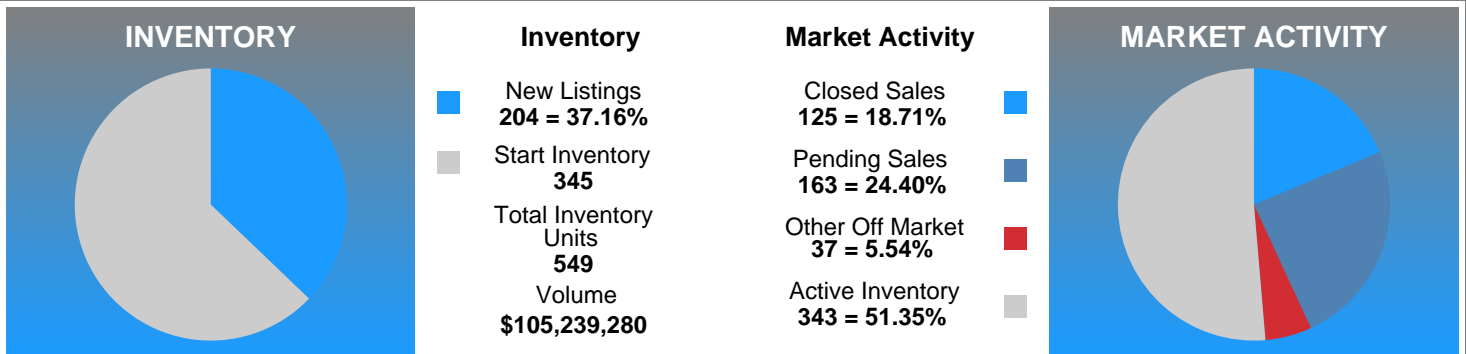 INVENTORY
Inventory
New Listings
204 = 37.16%
Start Inventory
345
Total Inventory
Units
549
Volume
$105,239,280
Market Activity
Closed Sales
125 = 18.71%
Pending Sales
163 = 24.40%
Other Off Market
37 = 5.54%
Active Inventory
343 = 51.35%
MARKET ACTIVITY